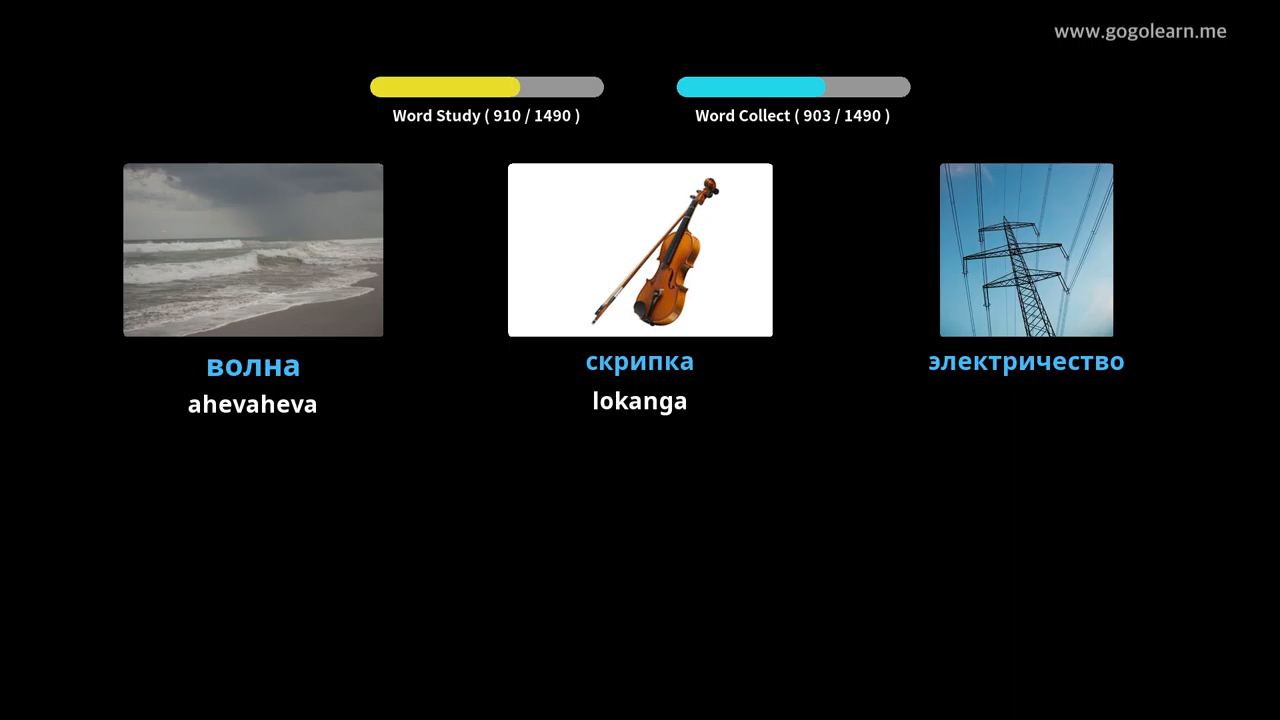 www.gogolearn.me
Word Study ( 910 / 1490 )
Word Collect ( 903 / 1490 )
волна
ahevaheva
скрипка
lokanga
электричество